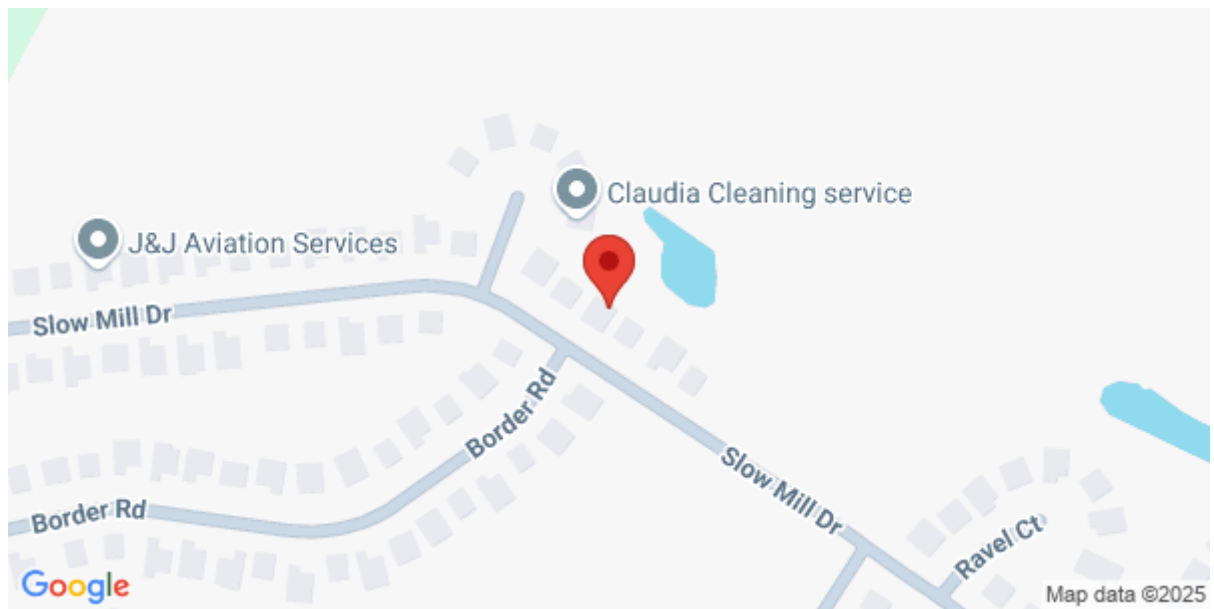 Claudia Cleaning service
J&J Aviation Services
Slow Mill Dr
Border Rd
Slow Mill Dr
Border Rd
Ravel Ct
Google
Map data ©2025